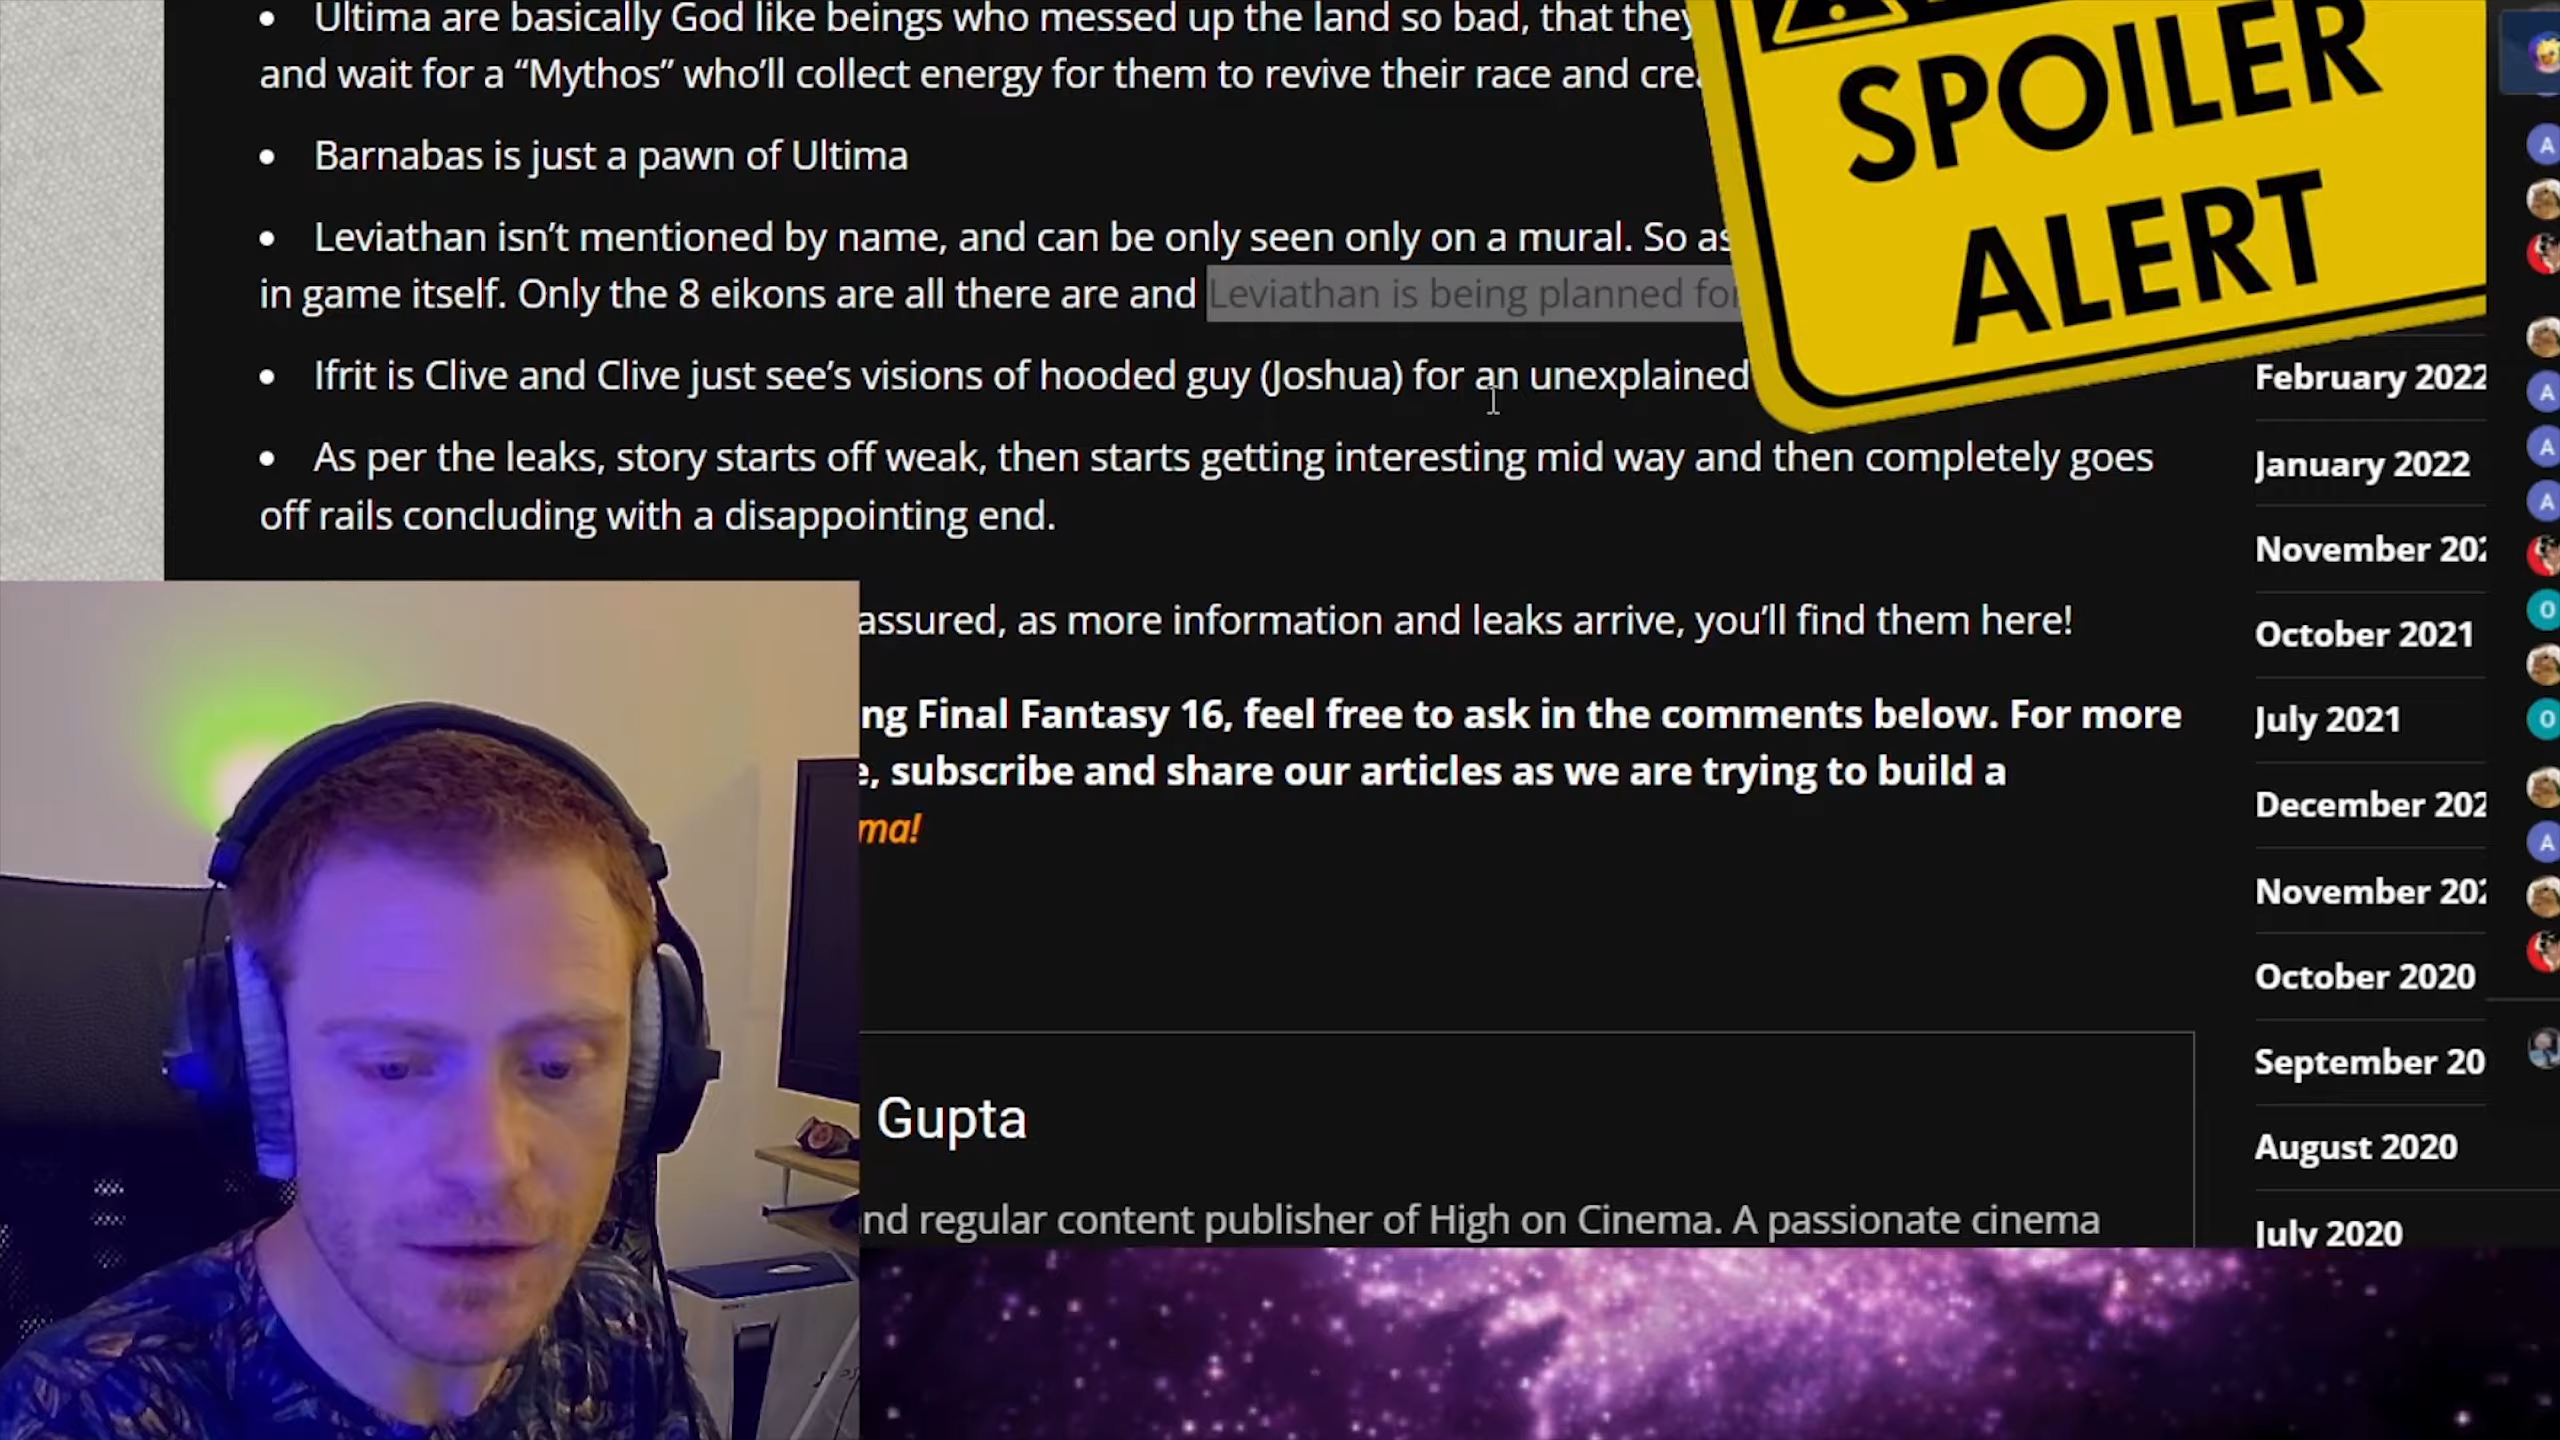 Ultima are basically God like beings who messed up the land so bad, that they
and wait for a “Mythos” who’ll collect energy for them to revive their race and
Barnabas is just a pawn of Ultima
Leviathan isn’t mentioned by name, and can be only seen only on a mural. So as
in game itself. Only the 8 eikons are all there are and Leviathan is being planned for
Ifrit is Clive and Clive just see’s visions of hooded guy (Joshua) for an unexplained
As per the leaks, story starts off weak, then starts getting interesting mid way and then completely goes
off rails concluding with a disappointing end.
assured, as more information and leaks arrive, you’ll find them here!
ng Final Fantasy 16, feel free to ask in the comments below. For more
e, subscribe and share our articles as we are trying to build a
ma!
Gupta
nd regular content publisher of High on Cinema. A passionate cinema
SPOILER
ALERT
February 2022
January 2022
November 202
October 2021
July 2021
December 202
November 202
October 2020
September 20
August 2020
July 2020
A
A
A
A
O
O
A
SONY